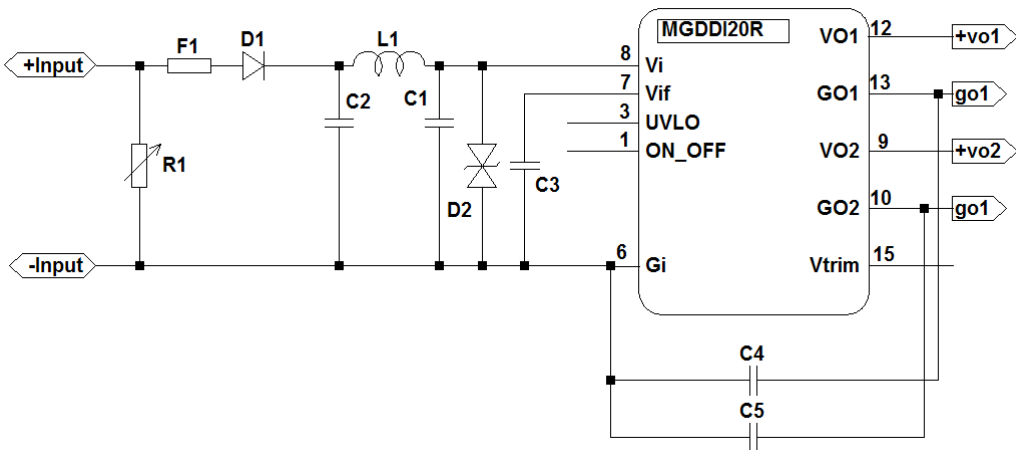 MGDDI20R
F1
D1
L1
+Input
C2
C1
R1
D2
C3
-Input
8
Vi
7
Vif
3
UVLO
1
ON_OFF
6
Gi
VO1
12
+vo1
GO1
13
go1
VO2
9
+vo2
GO2
10
go1
Vtrim
15
C4
C5